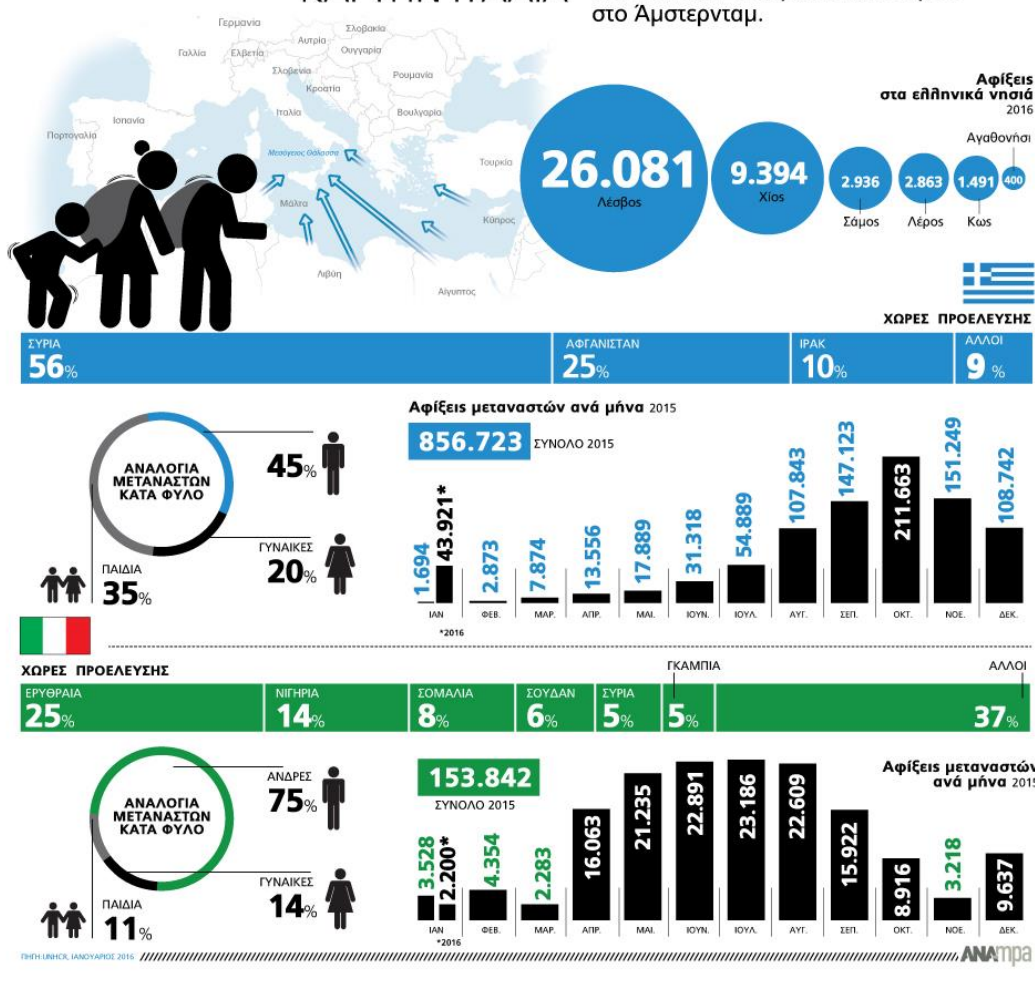 στο Άμστερνταμ.
Γερμανία
Σλοβακία
Αυτρία
Γαλλία
Ελβετία
Ουγγαρία
Σλοβενία
Ρουμανία
Κροατία
Ιταλία
Βουλγαρία
Ισπανία
Πορτογαλία
Μεσόγειος Θάλασσα
Τουρκία
Μάλτα
Κύπρος
Λιβύη
Αίγυπτος
Αφίξεις
στα ελληνικά νησιά
2016
Αγαθονήσι
26.081
Λέσβος
9.394
Χίος
2.936
2.863
1.491
400
Σάμος
Λέρος
Κως
ΧΩΡΕΣ ΠΡΟΕΛΕΥΣΗΣ
ΣΥΡΙΑ
56%
ΑΦΓΑΝΙΣΤΑΝ
25%
ΙΡΑΚ
10%
ΑΛΛΟΙ
9 %
ΑΝΑΛΟΓΙΑ
ΜΕΤΑΝΑΣΤΩΝ
ΚΑΤΑ ΦΥΛΟ
45%
ΓΥΝΑΙΚΕΣ
20%
ΠΑΙΔΙΑ
35%
Αφίξεις μεταναστών ανά μήνα 2015
856.723 ΣΥΝΟΛΟ 2015
1.694
43.921*
2.873
7.874
13.556
17.889
31.318
54.889
107.843
147.123
211.663
151.249
108.742
ΙΑΝ ΦΕΒ. ΜΑΡ. ΑΠΡ. ΜΑΙ. ΙΟΥΝ. ΙΟΥΛ. ΑΥΓ. ΣΕΠ. ΟΚΤ. ΝΟΕ. ΔΕΚ.
*2016
ΧΩΡΕΣ ΠΡΟΕΛΕΥΣΗΣ
ΓΚΑΜΠΙΑ
ΑΛΛΟΙ
ΕΡΥΘΡΑΙΑ
25%
ΝΙΓΗΡΙΑ
14%
ΣΟΜΑΛΙΑ
8%
ΣΟΥΔΑΝ
6%
ΣΥΡΙΑ
5%
5%
37%
ΑΝΑΛΟΓΙΑ
ΜΕΤΑΝΑΣΤΩΝ
ΚΑΤΑ ΦΥΛΟ
ΑΝΔΡΕΣ
75%
ΓΥΝΑΙΚΕΣ
14%
ΠΑΙΔΙΑ
11%
153.842
ΣΥΝΟΛΟ 2015
Αφίξεις μεταναστών
ανά μήνα 2015
3.528
2.200*
4.354
2.283
16.063
21.235
22.891
23.186
22.609
15.922
8.916
3.218
9.637
ΙΑΝ ΦΕΒ. ΜΑΡ. ΑΠΡ. ΜΑΙ. ΙΟΥΝ. ΙΟΥΛ. ΑΥΓ. ΣΕΠ. ΟΚΤ. ΝΟΕ. ΔΕΚ.
*2016
ΠΗΓΗ:UNHCR, ΙΑΝΟΥΑΡΙΟΣ 2016
ANAmpa